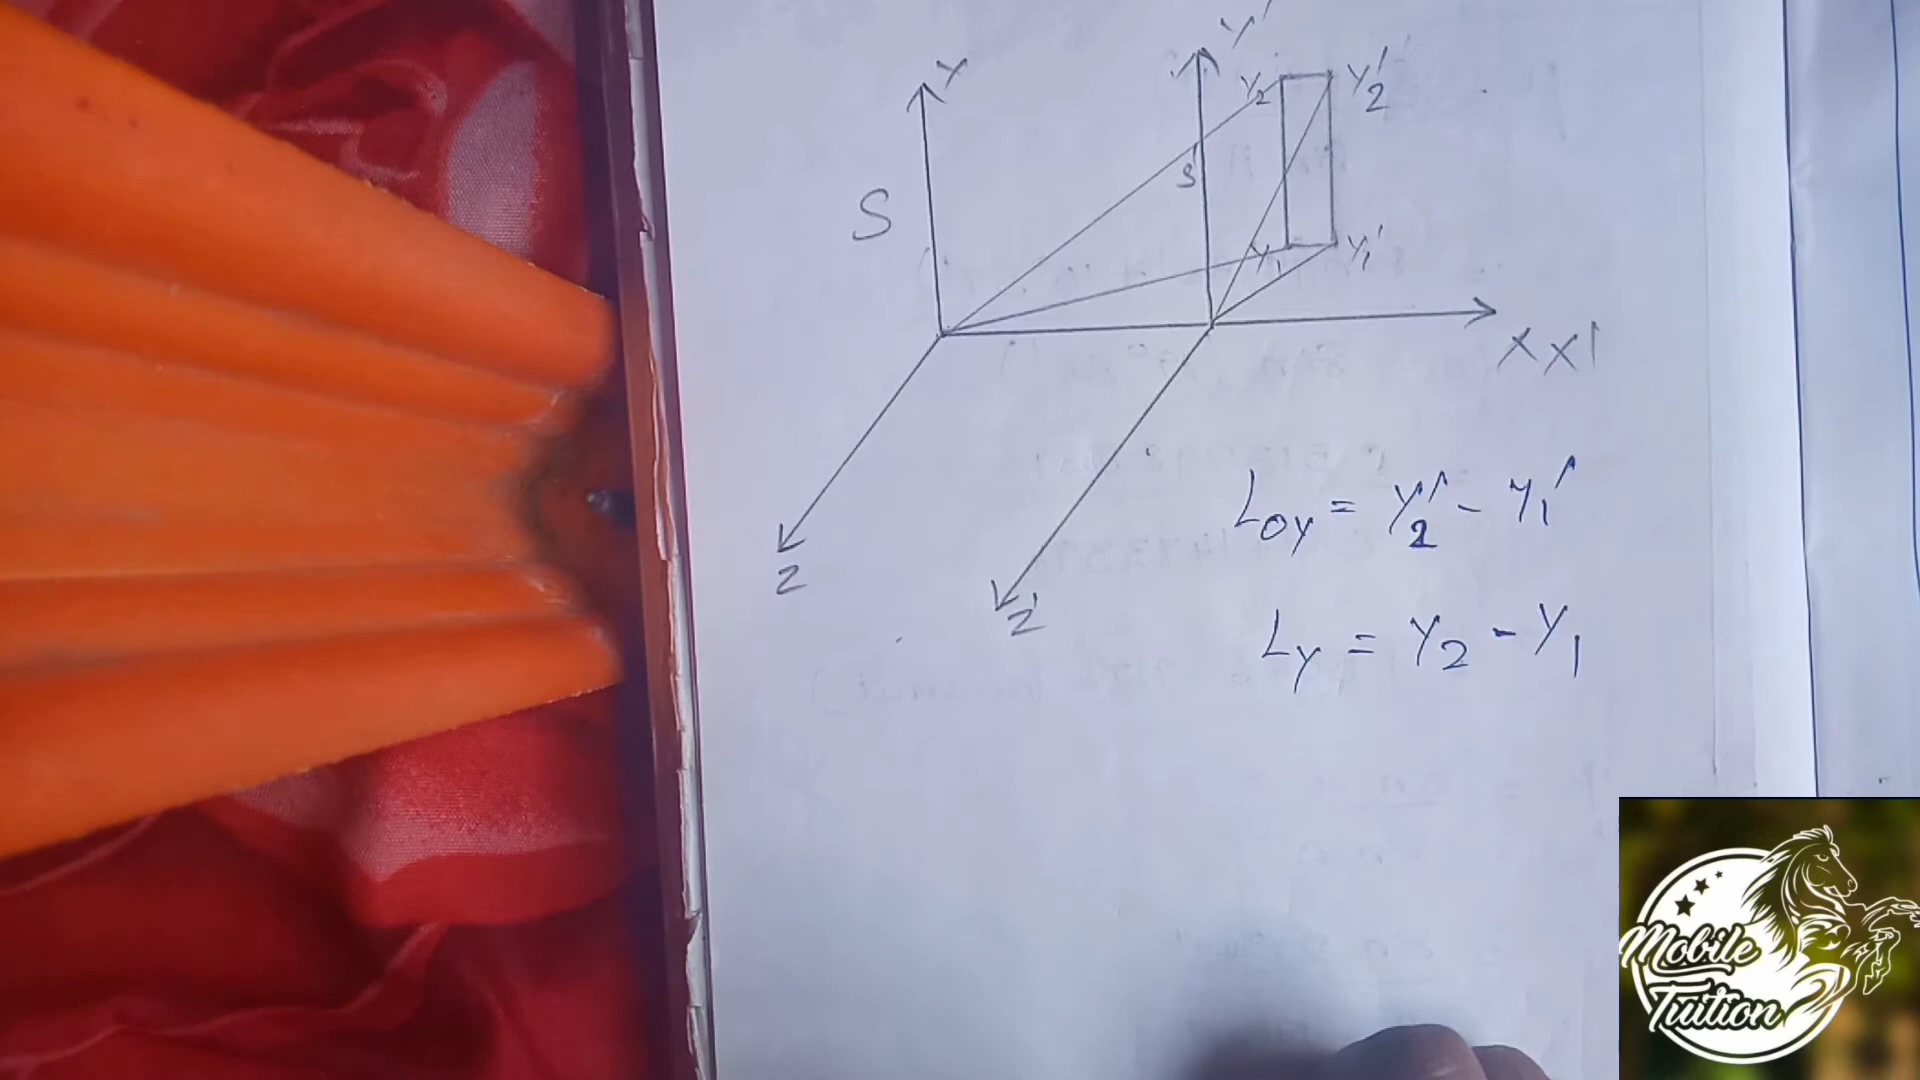 Y Y'
Y2 Y2'
S S'
Y1 Y1'
X X'
Z Z'
Loy = Y2' - Y1'
Ly = Y2 - Y1
Mobile
Tuition